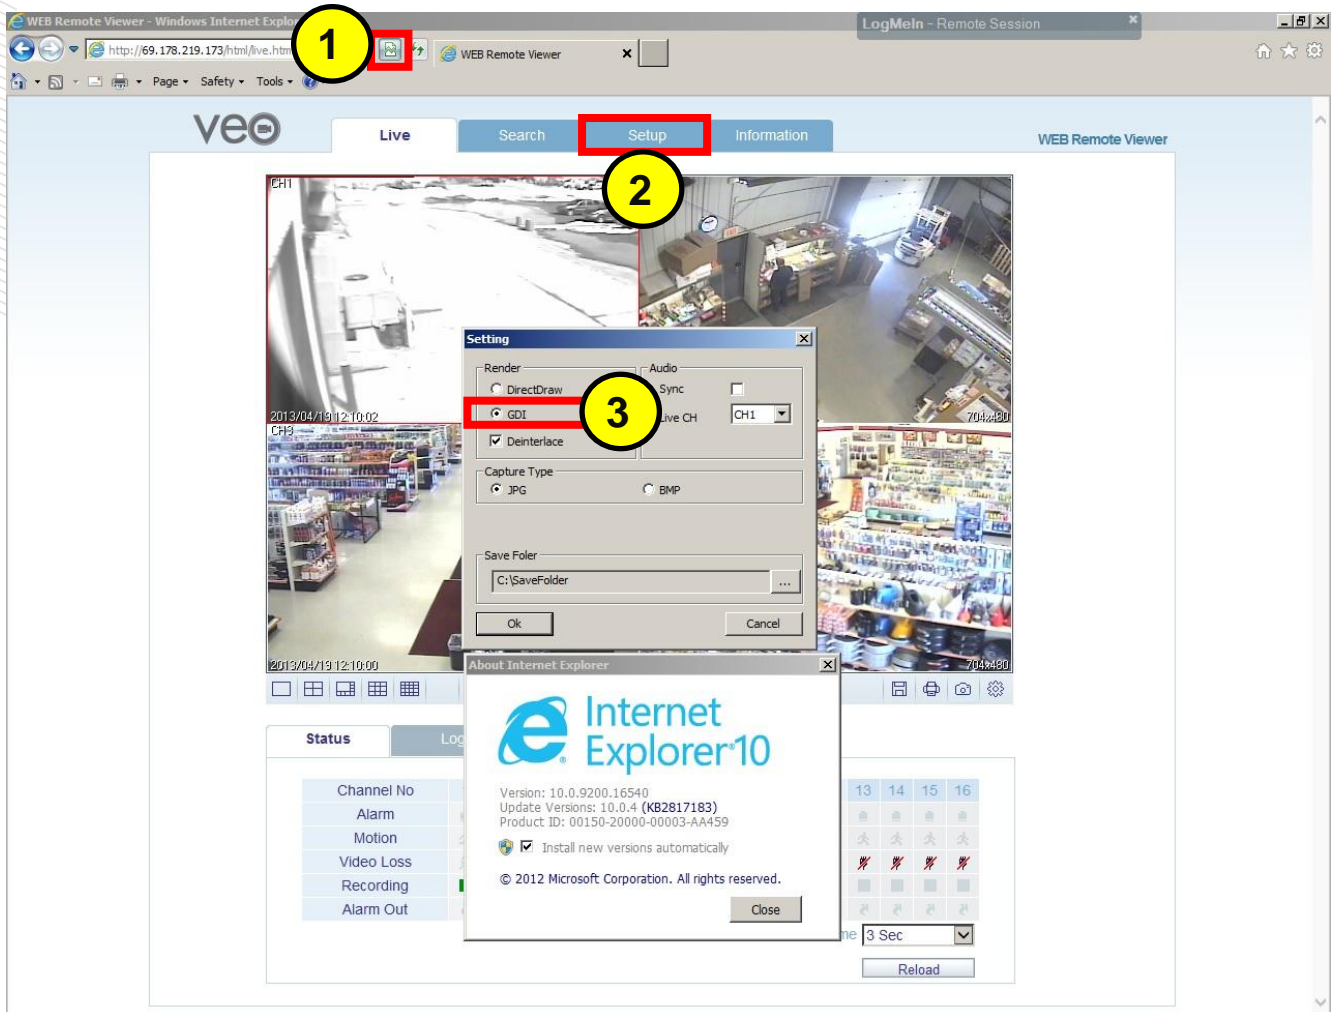 WEB Remote Viewer - Windows Internet Explo
LogMeIn - Remote Session
1
http://69.178.219.173/html/live.htm
WEB Remote Viewer
Page
Safety
Tools
veo
Live
Search
Setup
Information
WEB Remote Viewer
2
CH1
2013/04/19 12:10:02
704x480
CH3
2013/04/19 12:10:00
704x480
Setting
Render
Audio
DirectDraw
Sync
GDI
3
Live CH
CH1
Deinterlace
Capture Type
JPG
BMP
Save Foler
C:\SaveFolder
...
Ok
Cancel
About Internet Explorer
Internet
Explorer 10
Version: 10.0.9200.16540
Update Versions: 10.0.4 (KB2817183)
Product ID: 00150-20000-00003-AA459
Install new versions automatically
© 2012 Microsoft Corporation. All rights reserved.
Close
Status
Log
Channel No
13 14 15 16
Alarm
Motion
Video Loss
Recording
Alarm Out
me 3 Sec
Reload